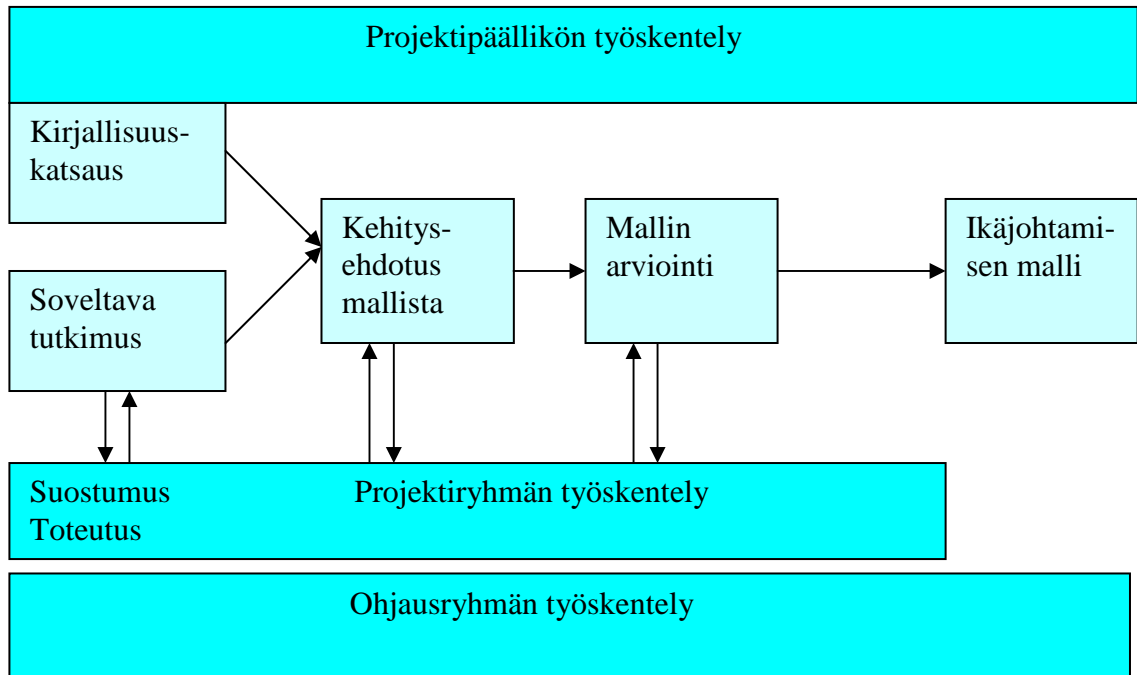 Projektipäällikön työskentely
Kirjallisuus-
katsaus
Soveltava
tutkimus
Kehitys-
ehdotus
mallista
Mallin
arviointi
Ikäjohtami-
sen malli
Suostumus
Toteutus
Projektiryhmän työskentely
Ohjausryhmän työskentely